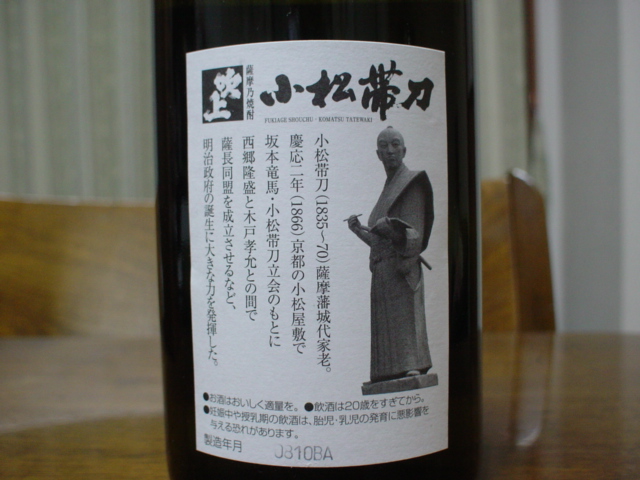 吹上
薩摩乃焼酎
小松帯刀
FUKIAGE SHOUCHU・KOMATSU TATEWAKI
小松帯刀(1835〜70)薩摩藩城代家老。
慶応二年(1866)京都の小松屋敷で
坂本竜馬・小松帯刀立会のもとに
西郷隆盛と木戸孝允との間で
薩長同盟を成立させるなど、
明治政府の誕生に大きな力を発揮した。
●お酒はおいしく適量を。●飲酒は20歳をすぎてから。
●妊娠中や授乳期の飲酒は、胎児・乳児の発育に悪影響を
与える恐れがあります。
製造年月 0810BA